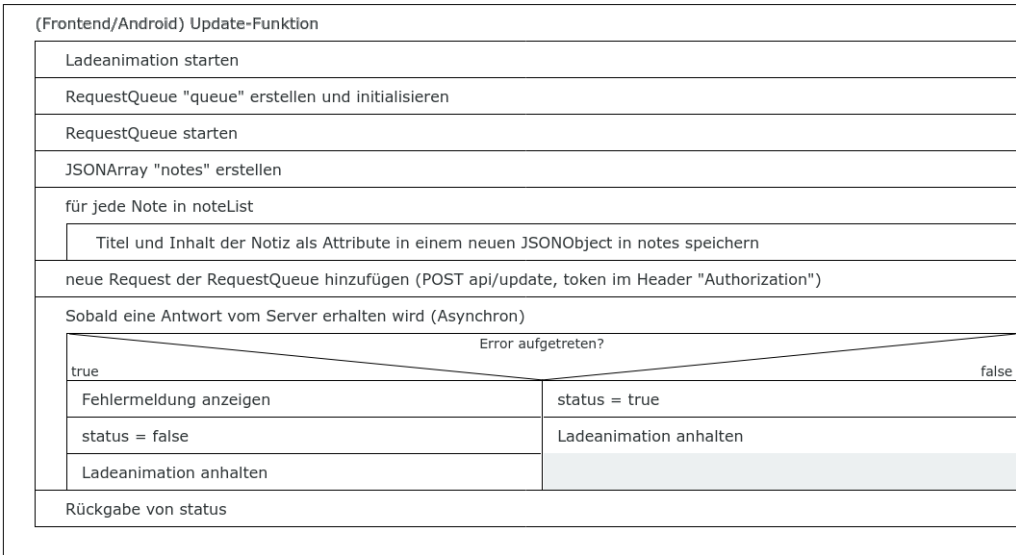 (Frontend/Android) Update-Funktion
Ladeanimation starten
RequestQueue "queue" erstellen und initialisieren
RequestQueue starten
JSONArray "notes" erstellen
für jede Note in noteList
Titel und Inhalt der Notiz als Attribute in einem neuen JSONObject in notes speichern
neue Request der RequestQueue hinzufügen (POST api/update, token im Header "Authorization")
Sobald eine Antwort vom Server erhalten wird (Asynchron)
Error aufgetreten?
true false
Fehlermeldung anzeigen status = true
status = false Ladeanimation anhalten
Ladeanimation anhalten
Rückgabe von status